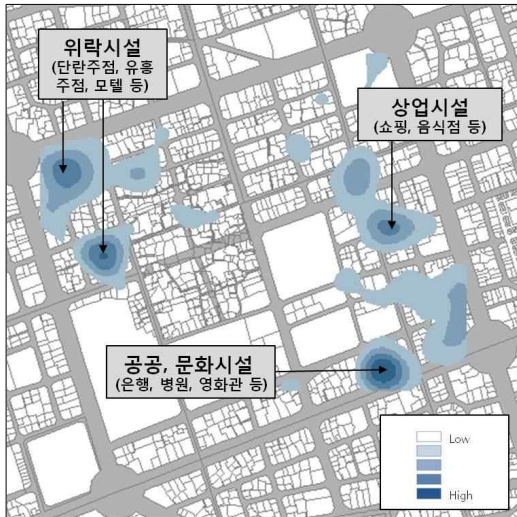 위락시설
(단란주점, 유흥
주점, 모텔 등)
상업시설
(쇼핑, 음식점 등)
공공, 문화시설
(은행, 병원, 영화관 등)
Low
High